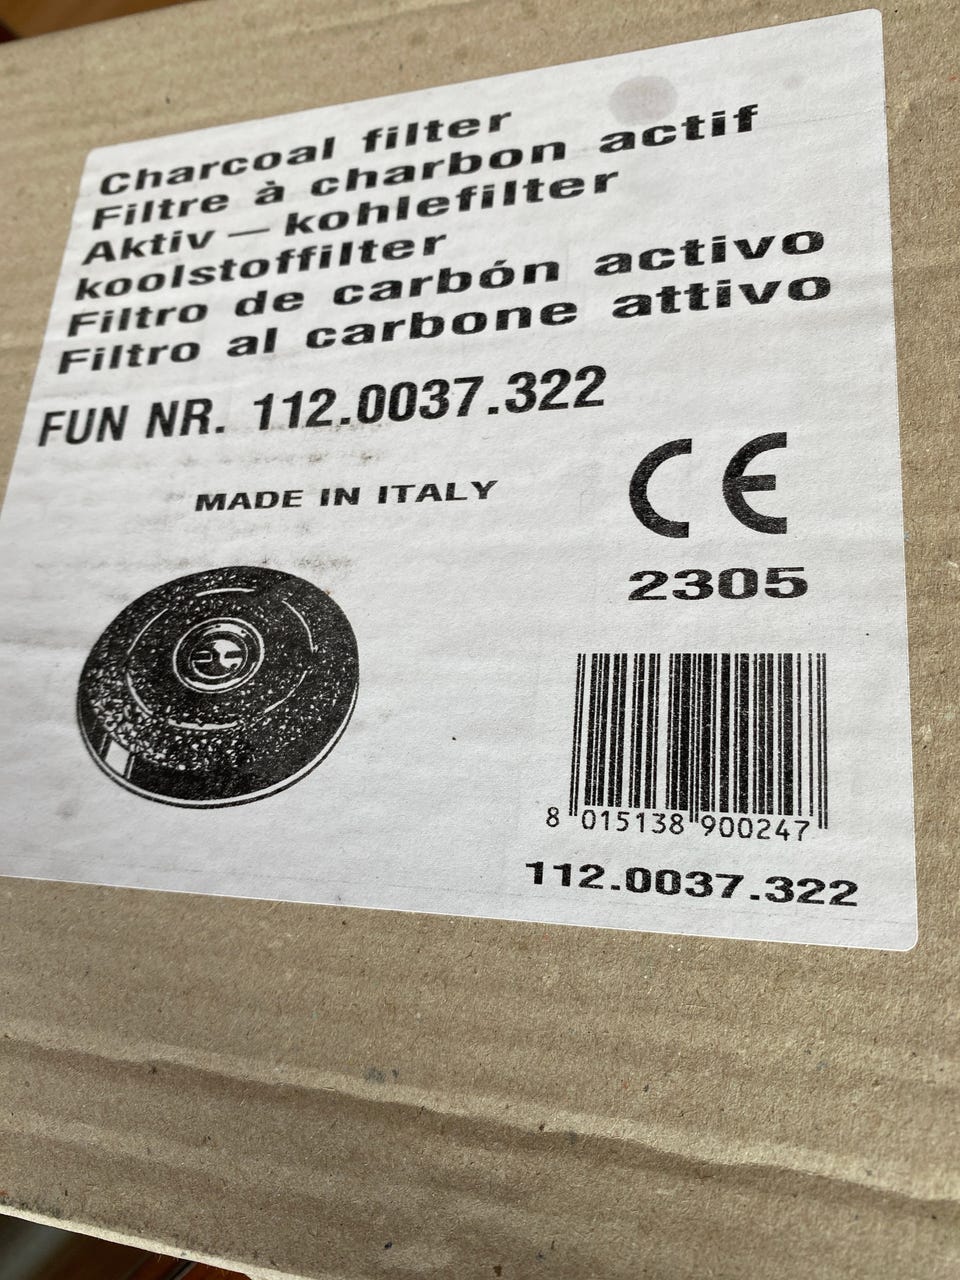 Charcoal filter
Filtre à charbon actif
Aktiv – kohlefilter
koolstoffilter
Filtro de carbón activo
Filtro al carbone attivo
FUN NR. 112.0037.322
MADE IN ITALY
CE
2305
8 015138 900247
112.0037.322